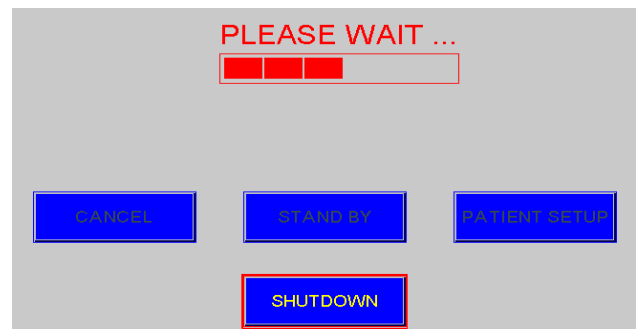 PLEASE WAIT ...
CANCEL
STAND BY
PATIENT SETUP
SHUTDOWN